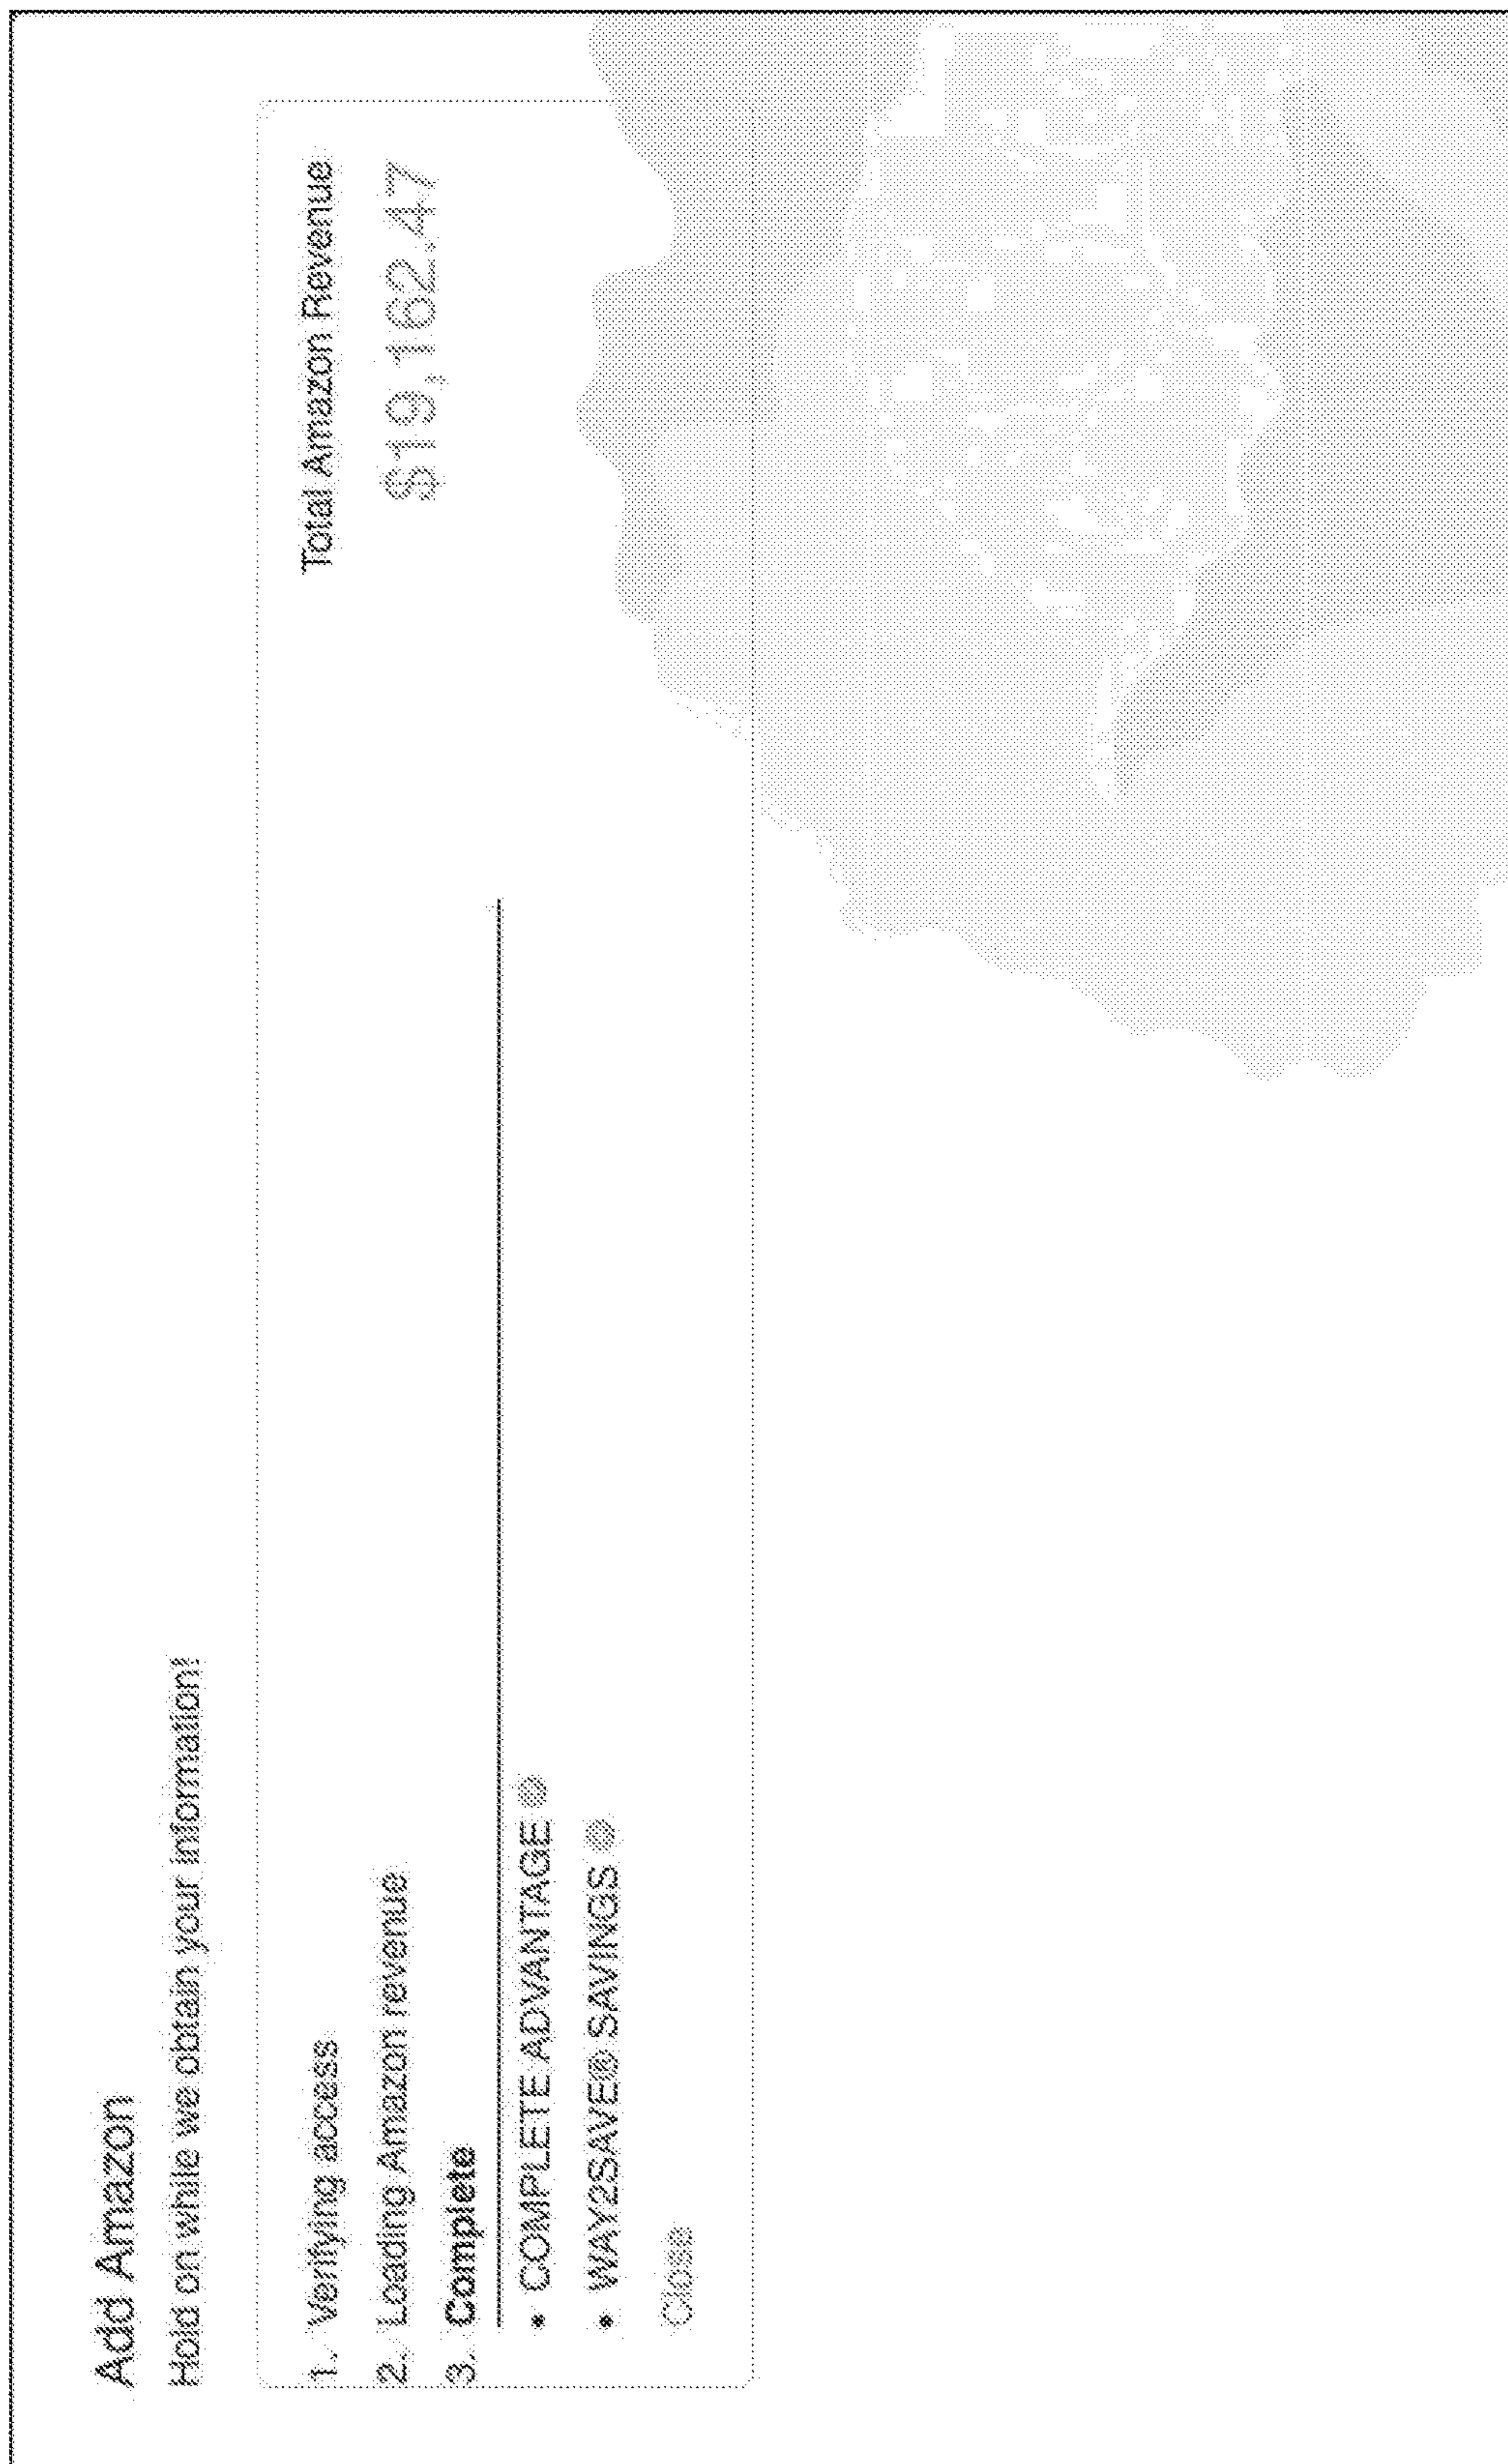 Add Amazon
Hold on while we obtain your information!
1. Verifying access
2. Loading Amazon revenue
3. Complete
• COMPLETE ADVANTAGE
• WAY2SAVE® SAVINGS
Close
Total Amazon Revenue
$19,162.47